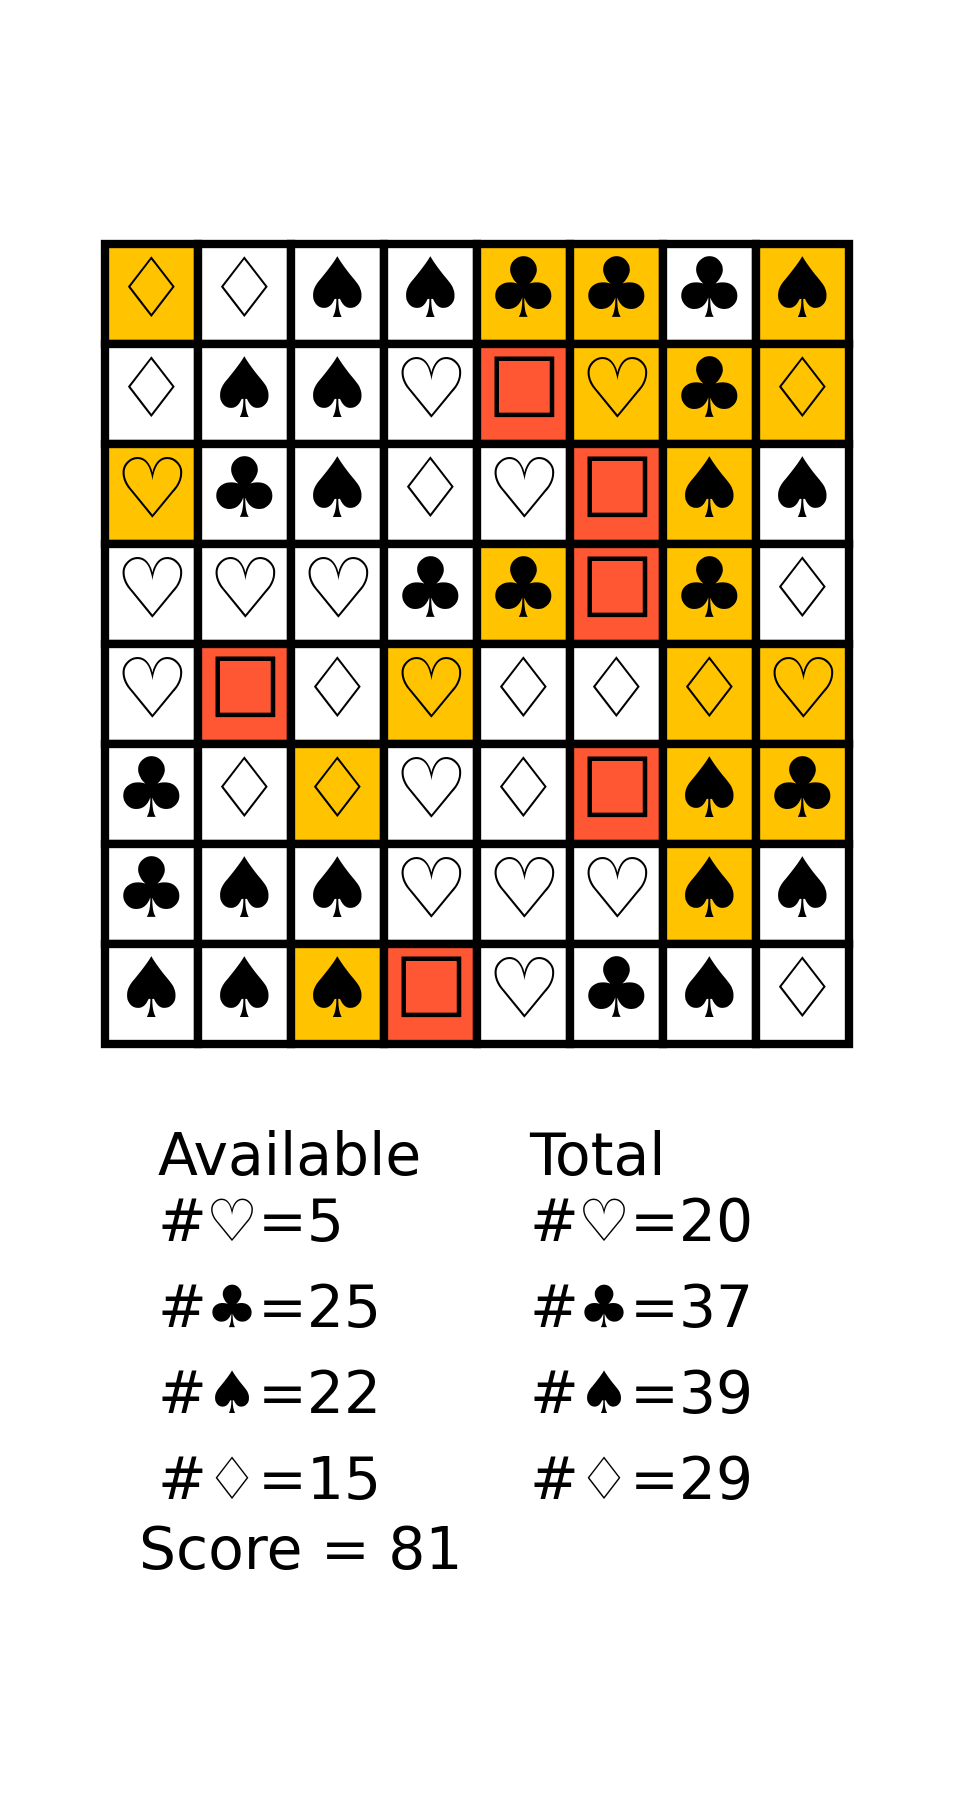 ♢ ♢ ♠ ♠ ♣ ♣ ♣ ♠
♢ ♠ ♠ ♡ □ ♡ ♣ ♢
♡ ♣ ♠ ♢ ♡ □ ♠ ♠
♡ ♡ ♡ ♣ ♣ □ ♣ ♢
♡ □ ♢ ♡ ♢ ♢ ♢ ♡
♣ ♢ ♢ ♡ ♢ □ ♠ ♣
♣ ♠ ♠ ♡ ♡ ♡ ♠ ♠
♠ ♠ ♠ □ ♡ ♣ ♠ ♢
Available Total
#♡=5 #♡=20
#♣=25 #♣=37
#♠=22 #♠=39
#♢=15 #♢=29
Score = 81